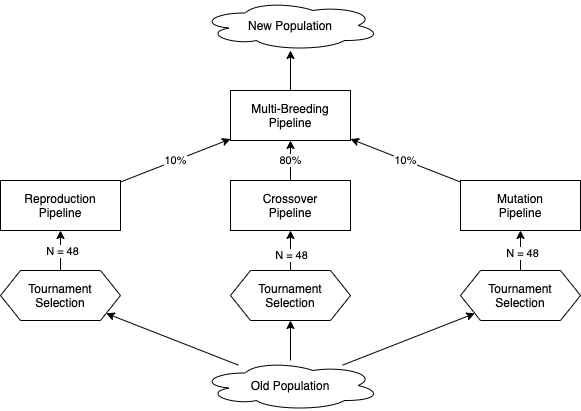 New Population
Multi-Breeding
Pipeline
10%
80%
10%
Reproduction
Pipeline
Crossover
Pipeline
Mutation
Pipeline
N = 48
N = 48
N = 48
Tournament
Selection
Tournament
Selection
Tournament
Selection
Old Population